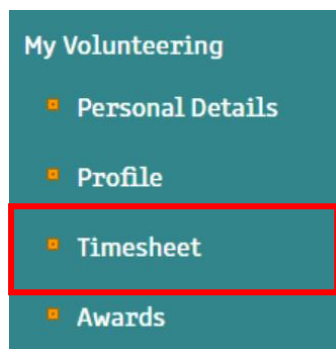 My Volunteering
Personal Details
Profile
Timesheet
Awards